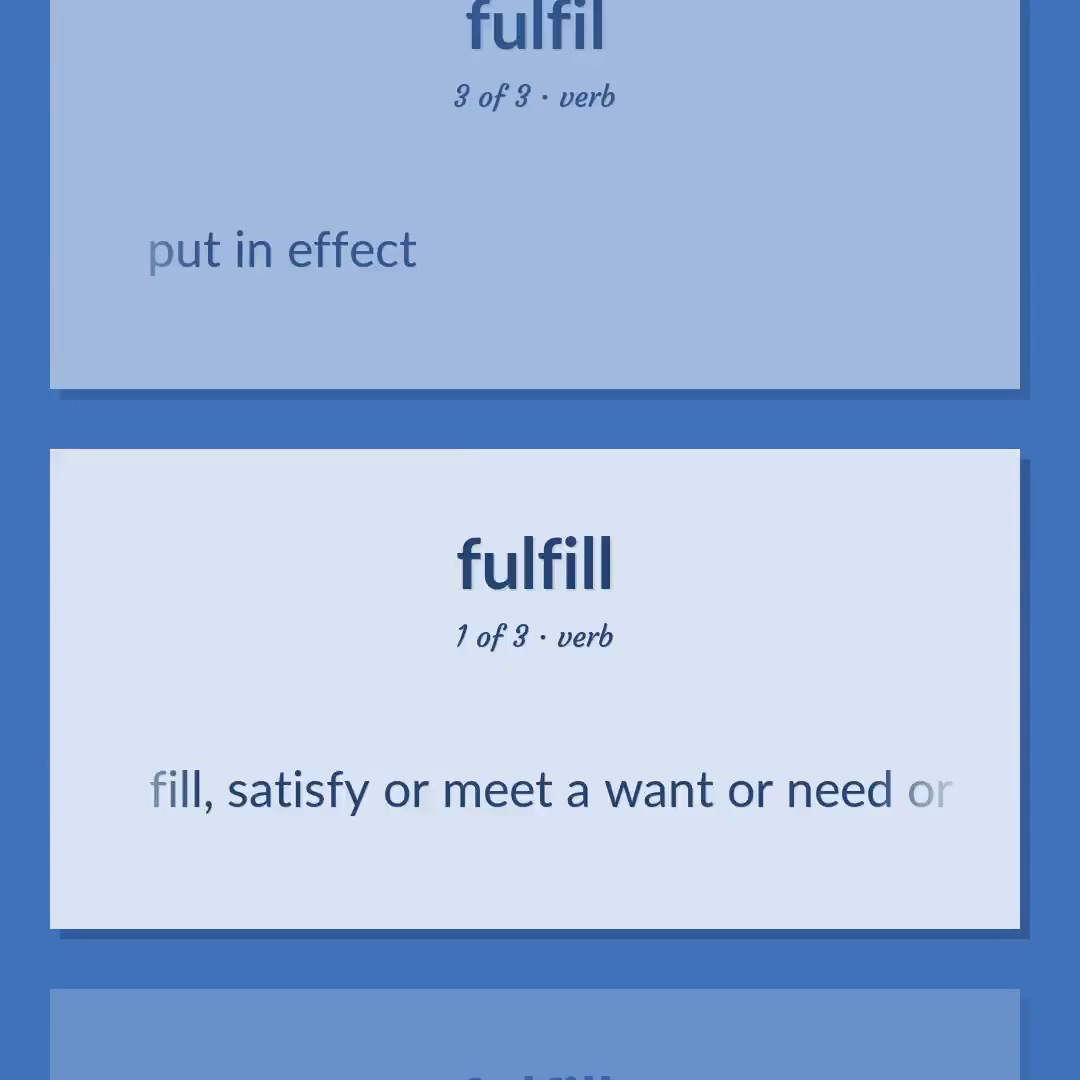 fulfil
3 of 3 · verb
put in effect
fulfill
1 of 3 · verb
fill, satisfy or meet a want or need or